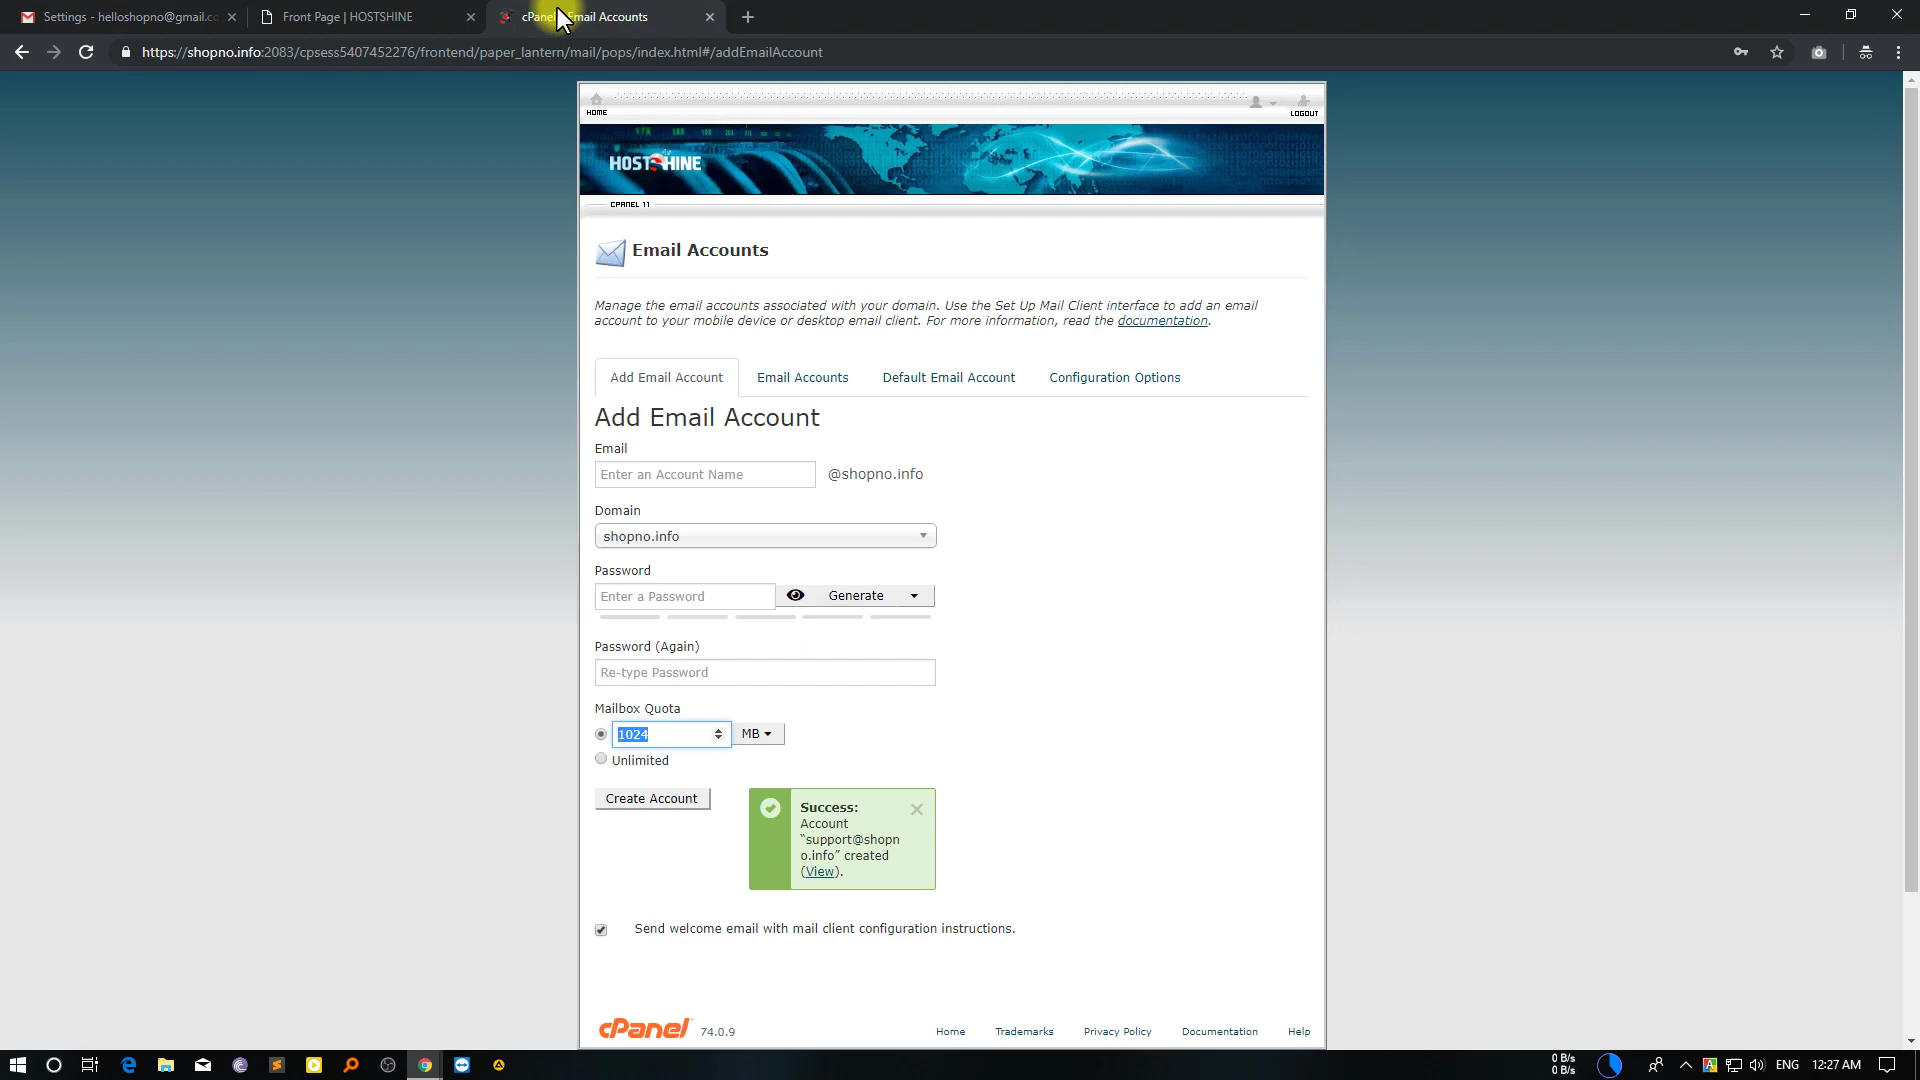 Settings - helloshopno@gmail.co
Front Page | HOSTSHINE
cPanel Email Accounts
https://shopno.info:2083/cpsess5407452276/frontend/paper_lantern/mail/pops/index.html#/addEmailAccount
HOME
LOGOUT
HOSTSHINE
CPANEL 11
Email Accounts
Manage the email accounts associated with your domain. Use the Set Up Mail Client interface to add an email
account to your mobile device or desktop email client. For more information, read the documentation.
Add Email Account
Email Accounts
Default Email Account
Configuration Options
Add Email Account
Email
Enter an Account Name
@shopno.info
Domain
shopno.info
Password
Enter a Password
Generate
Password (Again)
Re-type Password
Mailbox Quota
1024
MB
Unlimited
Create Account
Success:
Account
“support@shopn
o.info” created
(View).
Send welcome email with mail client configuration instructions.
cPanel
74.0.9
Home
Trademarks
Privacy Policy
Documentation
Help
0 B/s
0 B/s
ENG
12:27 AM